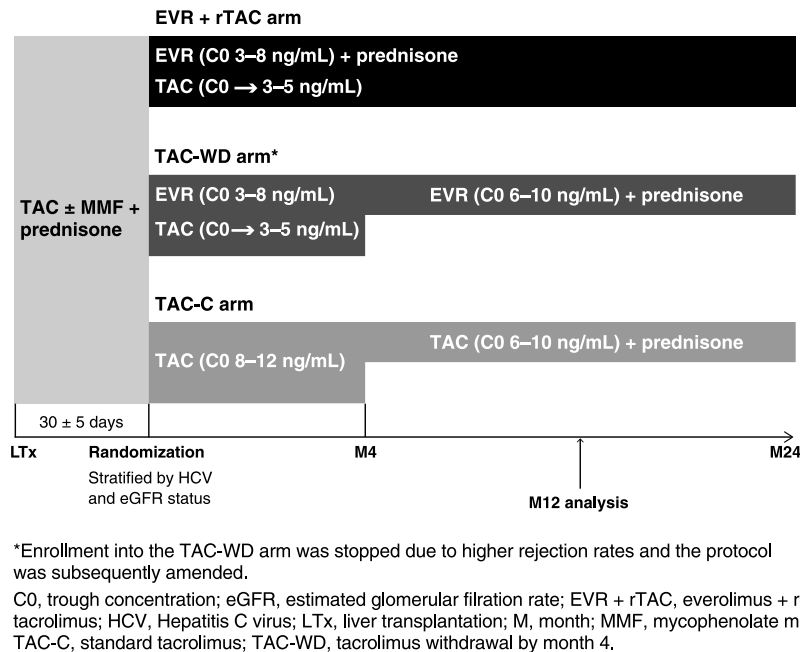 EVR + rTAC arm
EVR (C0 3–8 ng/mL) + prednisone
TAC (C0 → 3–5 ng/mL)
TAC-WD arm*
TAC ± MMF +
prednisone
EVR (C0 3–8 ng/mL)
EVR (C0 6–10 ng/mL) + prednisone
TAC (C0→ 3–5 ng/mL)
TAC-C arm
TAC (C0 8–12 ng/mL)
TAC (C0 6–10 ng/mL) + prednisone
30 ± 5 days
LTx
Randomization
M4
M24
Stratified by HCV
and eGFR status
M12 analysis
*Enrollment into the TAC-WD arm was stopped due to higher rejection rates and the protocol
was subsequently amended.
C0, trough concentration; eGFR, estimated glomerular filration rate; EVR + rTAC, everolimus + r
tacrolimus; HCV, Hepatitis C virus; LTx, liver transplantation; M, month; MMF, mycophenolate m
TAC-C, standard tacrolimus; TAC-WD, tacrolimus withdrawal by month 4.